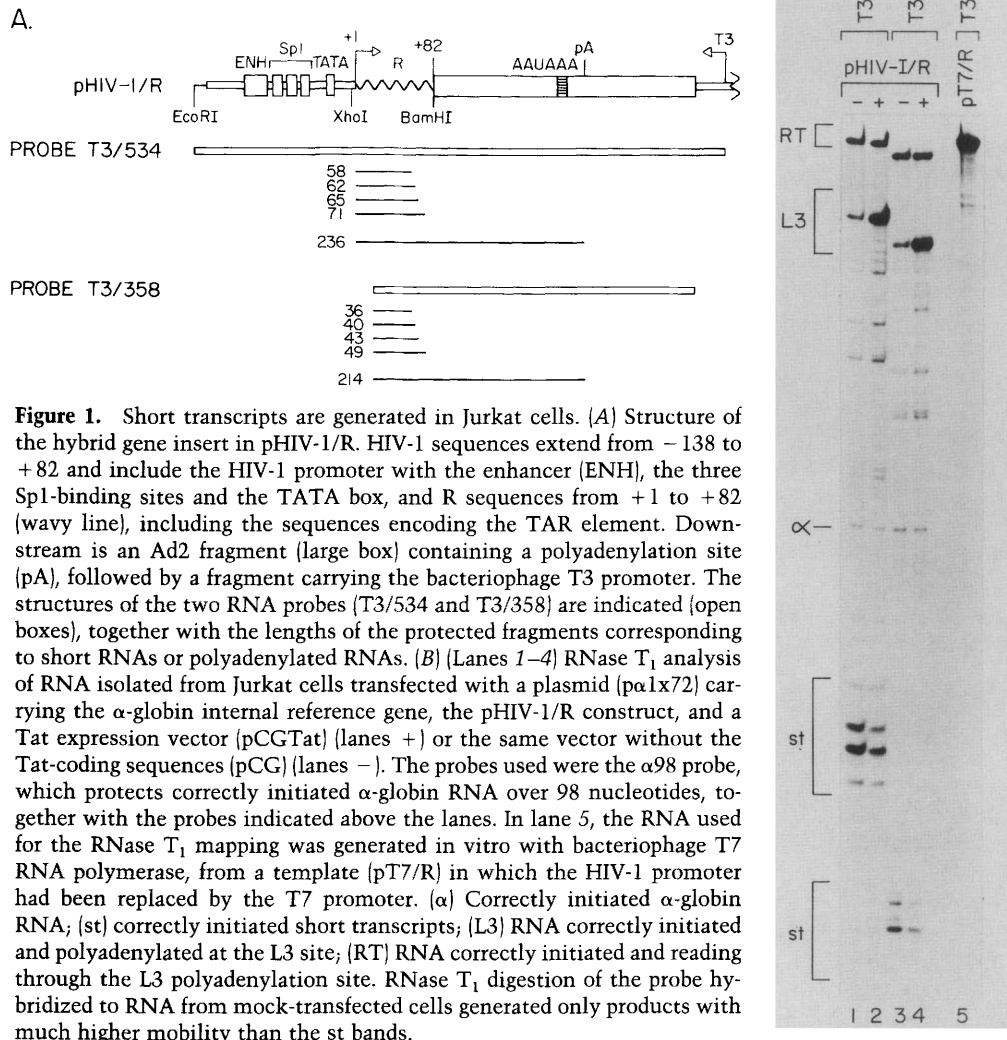 A.
+1
Spl
+82
T3
ENH
TATA
R
AAUAAA
pA
pHIV-I/R
EcoRI
XhoI
BamHI
PROBE T3/534
58
62
65
71
236
PROBE T3/358
36
40
43
49
214
Figure 1. Short transcripts are generated in Jurkat cells. (A) Structure of
the hybrid gene insert in pHIV-1/R. HIV-1 sequences extend from − 138 to
+ 82 and include the HIV-1 promoter with the enhancer (ENH), the three
Sp1-binding sites and the TATA box, and R sequences from +1 to +82
(wavy line), including the sequences encoding the TAR element. Down-
stream is an Ad2 fragment (large box) containing a polyadenylation site
(pA), followed by a fragment carrying the bacteriophage T3 promoter. The
structures of the two RNA probes (T3/534 and T3/358) are indicated (open
boxes), together with the lengths of the protected fragments corresponding
to short RNAs or polyadenylated RNAs. (B) (Lanes 1–4) RNase T₁ analysis
of RNA isolated from Jurkat cells transfected with a plasmid (pα1x72) car-
rying the α-globin internal reference gene, the pHIV-1/R construct, and a
Tat expression vector (pCGTat) (lanes +) or the same vector without the
Tat-coding sequences (pCG) (lanes −). The probes used were the α98 probe,
which protects correctly initiated α-globin RNA over 98 nucleotides, to-
gether with the probes indicated above the lanes. In lane 5, the RNA used
for the RNase T₁ mapping was generated in vitro with bacteriophage T7
RNA polymerase, from a template (pT7/R) in which the HIV-1 promoter
had been replaced by the T7 promoter. (α) Correctly initiated α-globin
RNA; (st) correctly initiated short transcripts; (L3) RNA correctly initiated
and polyadenylated at the L3 site; (RT) RNA correctly initiated and reading
through the L3 polyadenylation site. RNase T₁ digestion of the probe hy-
bridized to RNA from mock-transfected cells generated only products with
much higher mobility than the st bands.
T3
T3
T3
pHIV-I/R
pT7/R
− + − +
RT
L3
α
st
st
1 2 3 4 5